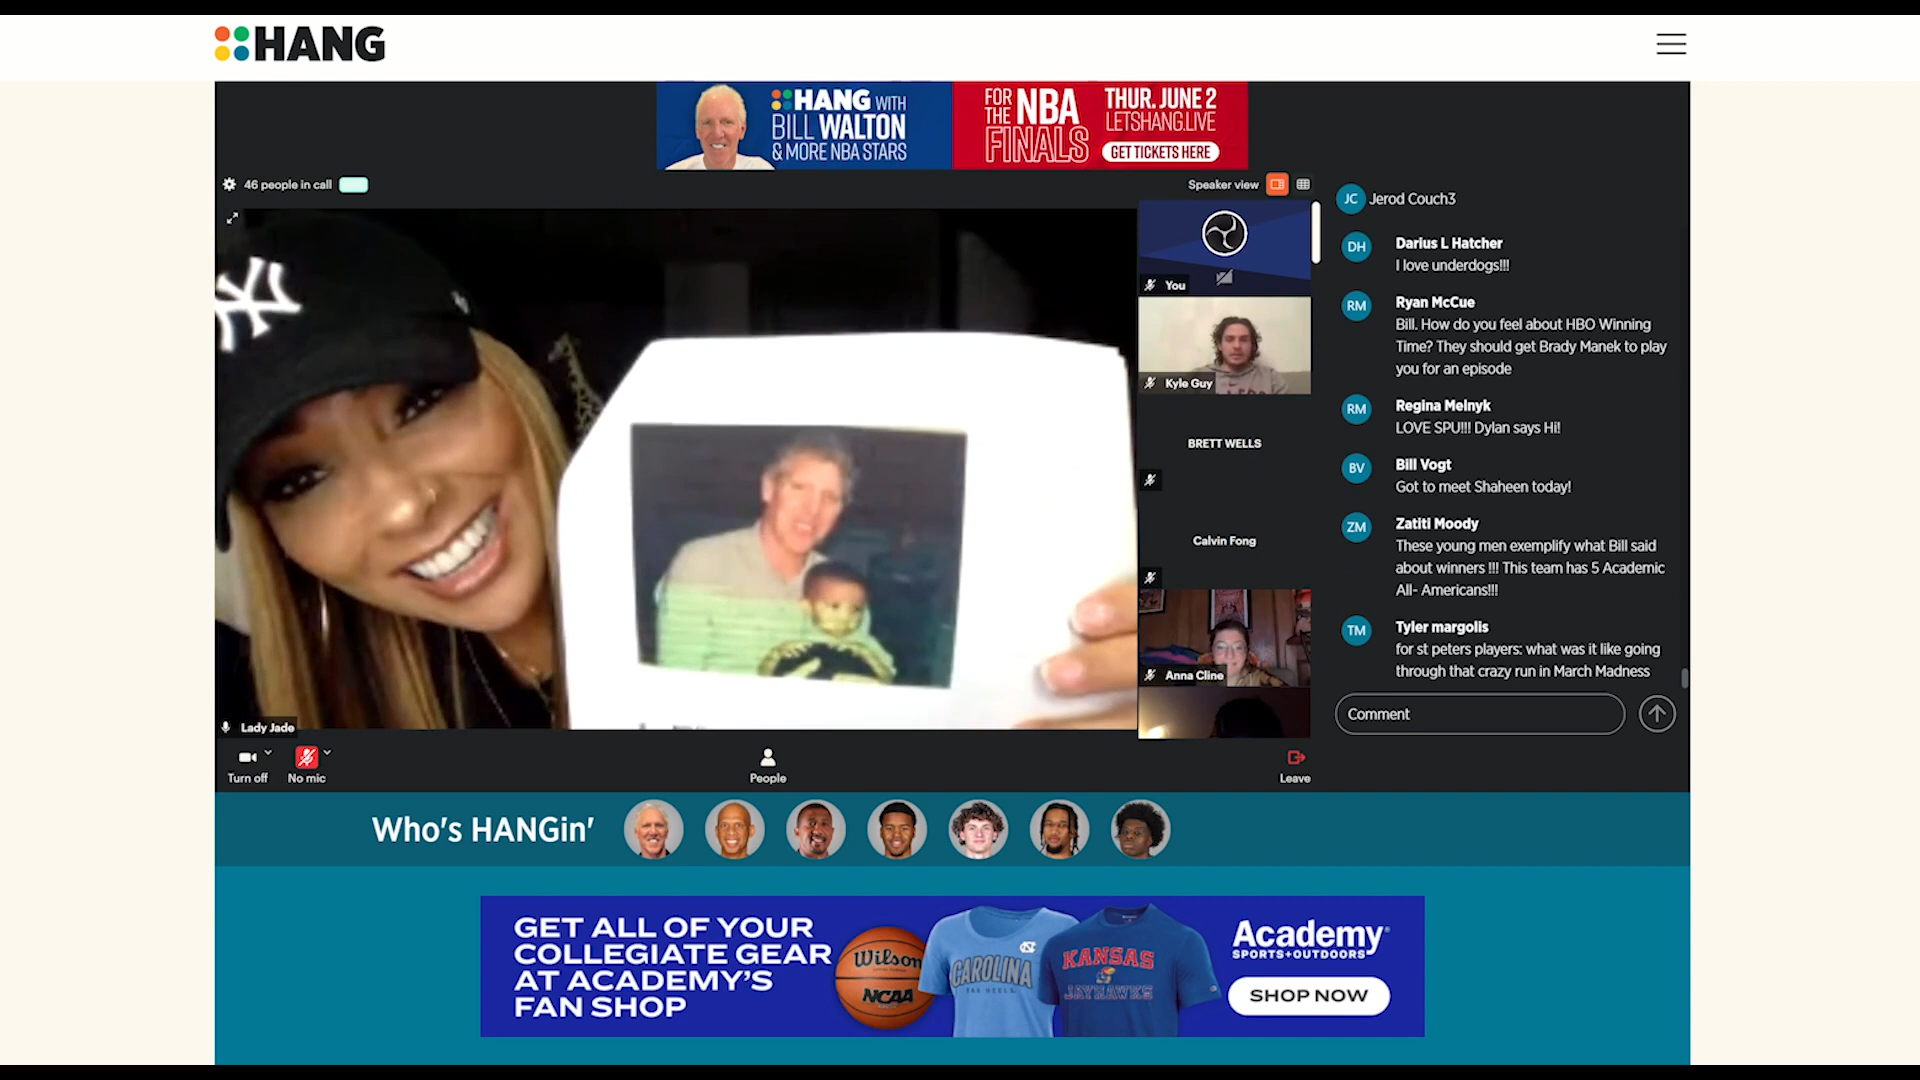 HANG
HANG WITH
BILL WALTON
& MORE NBA STARS
FOR THE NBA FINALS
THUR. JUNE 2
LETSHANG.LIVE
GET TICKETS HERE
46 people in call
Speaker view
NY
Lady Jade
You
Kyle Guy
BRETT WELLS
Calvin Fong
Anna Cline
JC Jerod Couch3
DH Darius L Hatcher
I love underdogs!!!
RM Ryan McCue
Bill. How do you feel about HBO Winning
Time? They should get Brady Manek to play
you for an episode
RM Regina Melnyk
LOVE SPU!!! Dylan says Hi!
BV Bill Vogt
Got to meet Shaheen today!
ZM Zatiti Moody
These young men exemplify what Bill said
about winners !!! This team has 5 Academic
All- Americans!!!
TM Tyler margolis
for st peters players: what was it like going
through that crazy run in March Madness
Comment
Turn off
No mic
People
Leave
Who's HANGin'
GET ALL OF YOUR
COLLEGIATE GEAR
AT ACADEMY'S
FAN SHOP
Wilson
NCAA
NC
CAROLINA
TAR HEELS
KANSAS
JAYHAWKS
Academy
SPORTS+OUTDOORS
SHOP NOW